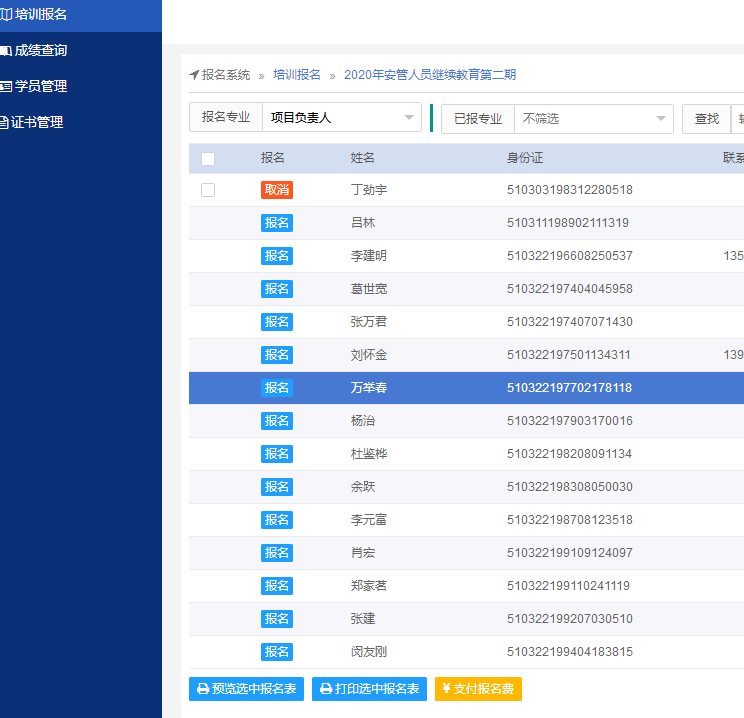 培训报名
成绩查询
学员管理
证书管理
报名系统 » 培训报名 » 2020年安管人员继续教育第二期
报名专业 项目负责人 已报专业 不筛选 查找
报名 姓名 身份证 联系
取消 丁劲宇 510303198312280518
报名 吕林 510311198902111319
报名 李建明 510322196608250537 135
报名 葛世宽 510322197404045958
报名 张万君 510322197407071430
报名 刘怀金 510322197501134311 139
报名 万举春 510322197702178118
报名 杨治 510322197903170016
报名 杜鉴桦 510322198208091134
报名 余跃 510322198308050030
报名 李元富 510322198708123518
报名 肖宏 510322199109124097
报名 郑家茗 510322199110241119
报名 张建 510322199207030510
报名 闵友刚 510322199404183815
预览选中报名表 打印选中报名表 ¥ 支付报名费